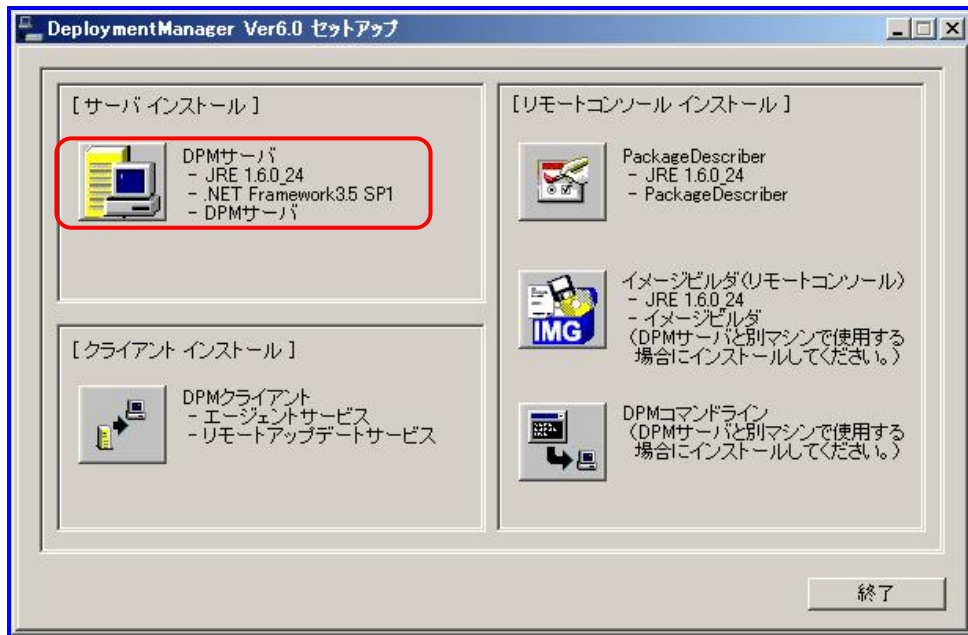 DeploymentManager Ver6.0 セットアップ
[ サーバ インストール ]
DPMサーバ
- JRE 1.6.0_24
- .NET Framework3.5 SP1
- DPMサーバ
[ クライアント インストール ]
DPMクライアント
- エージェントサービス
- リモートアップデートサービス
[ リモートコンソール インストール ]
PackageDescriber
- JRE 1.6.0_24
- PackageDescriber
イメージビルダ(リモートコンソール)
- JRE 1.6.0_24
- イメージビルダ
(DPMサーバと別マシンで使用する
場合にインストールしてください。)
IMG
DPMコマンドライン
(DPMサーバと別マシンで使用する
場合にインストールしてください。)
終了